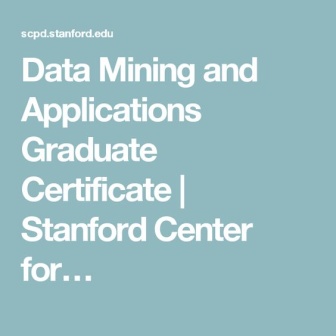 scpd.stanford.edu
Data Mining and
Applications
Graduate
Certificate |
Stanford Center
for…